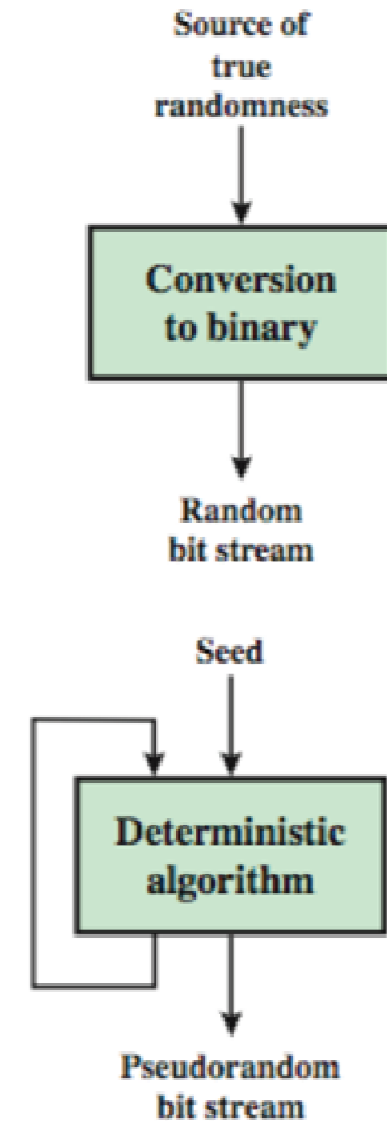 Source of
true
randomness
Conversion
to binary
Random
bit stream
Seed
Deterministic
algorithm
Pseudorandom
bit stream